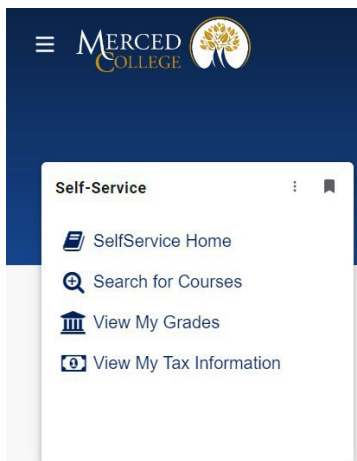 MERCED
COLLEGE
Self-Service
SelfService Home
Search for Courses
View My Grades
View My Tax Information